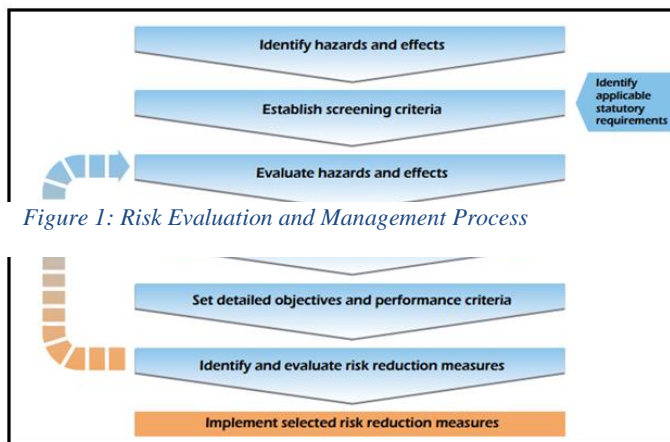 Identify hazards and effects
Identify
applicable
statutory
requirements
Establish screening criteria
Evaluate hazards and effects
Figure 1: Risk Evaluation and Management Process
Set detailed objectives and performance criteria
Identify and evaluate risk reduction measures
Implement selected risk reduction measures